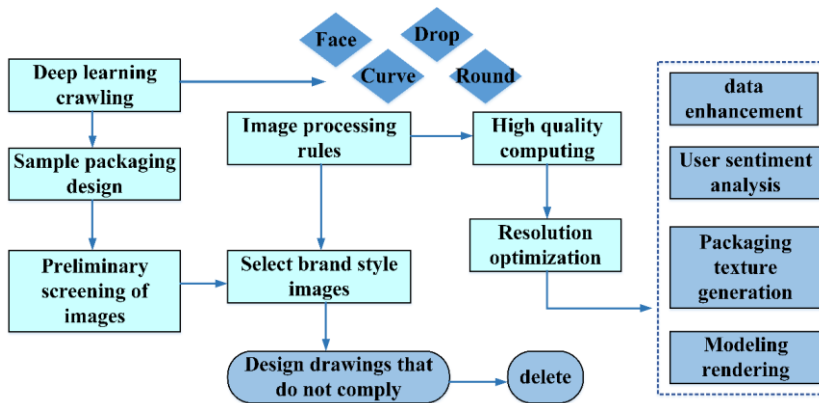 Face
Drop
Curve
Round
Deep learning
crawling
Sample packaging
design
Preliminary
screening of
images
Image processing
rules
Select brand style
images
Design drawings that
do not comply
delete
High quality
computing
Resolution
optimization
data
enhancement
User sentiment
analysis
Packaging
texture
generation
Modeling
rendering